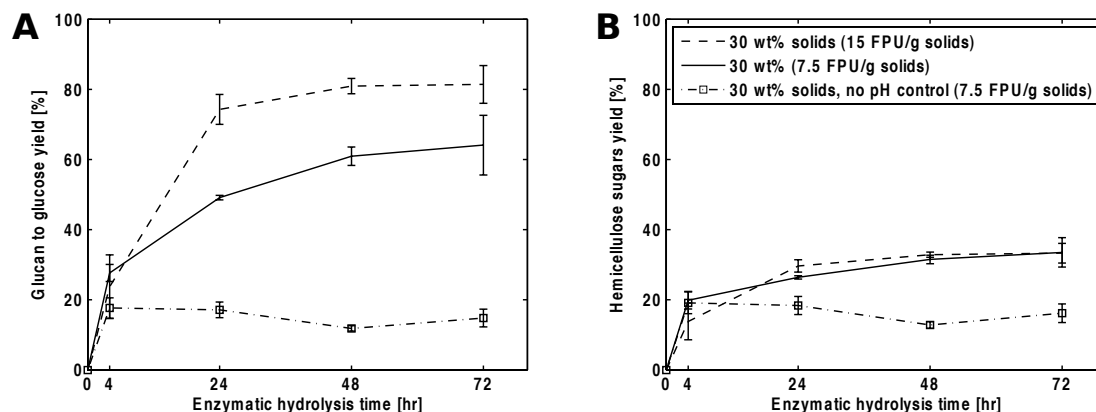 A
100
80
60
40
20
0
0 4 24 48 72
Glucan to glucose yield [%]
Enzymatic hydrolysis time [hr]
B
100
80
60
40
20
0
0 4 24 48 72
Hemicellulose sugars yield [%]
Enzymatic hydrolysis time [hr]
30 wt% solids (15 FPU/g solids)
30 wt% (7.5 FPU/g solids)
30 wt% solids, no pH control (7.5 FPU/g solids)